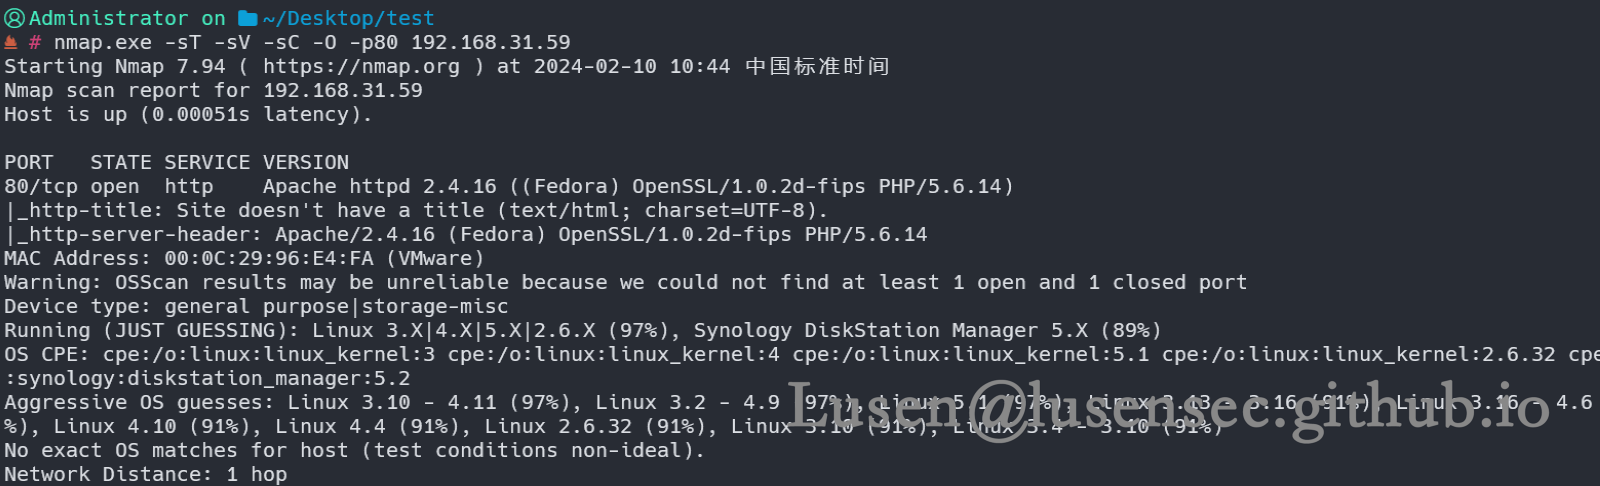 Administrator on ~/Desktop/test
# nmap.exe -sT -sV -sC -O -p80 192.168.31.59
Starting Nmap 7.94 ( https://nmap.org ) at 2024-02-10 10:44 中国标准时间
Nmap scan report for 192.168.31.59
Host is up (0.00051s latency).
PORT   STATE SERVICE VERSION
80/tcp open  http    Apache httpd 2.4.16 ((Fedora) OpenSSL/1.0.2d-fips PHP/5.6.14)
|_http-title: Site doesn't have a title (text/html; charset=UTF-8).
|_http-server-header: Apache/2.4.16 (Fedora) OpenSSL/1.0.2d-fips PHP/5.6.14
MAC Address: 00:0C:29:96:E4:FA (VMware)
Warning: OSScan results may be unreliable because we could not find at least 1 open and 1 closed port
Device type: general purpose|storage-misc
Running (JUST GUESSING): Linux 3.X|4.X|5.X|2.6.X (97%), Synology DiskStation Manager 5.X (89%)
OS CPE: cpe:/o:linux:linux_kernel:3 cpe:/o:linux:linux_kernel:4 cpe:/o:linux:linux_kernel:5.1 cpe:/o:linux:linux_kernel:2.6.32 cpe
:synology:diskstation_manager:5.2
Aggressive OS guesses: Linux 3.10 - 4.11 (97%), Linux 3.2 - 4.9 (97%), Linux 5.1 (97%), Linux 3.13 - 3.16 (91%), Linux 3.16 - 4.6
%), Linux 4.10 (91%), Linux 4.4 (91%), Linux 2.6.32 (91%), Linux 3.10 (91%), Linux 3.4 - 3.10 (91%)
Lusen@lusensec.github.io
No exact OS matches for host (test conditions non-ideal).
Network Distance: 1 hop